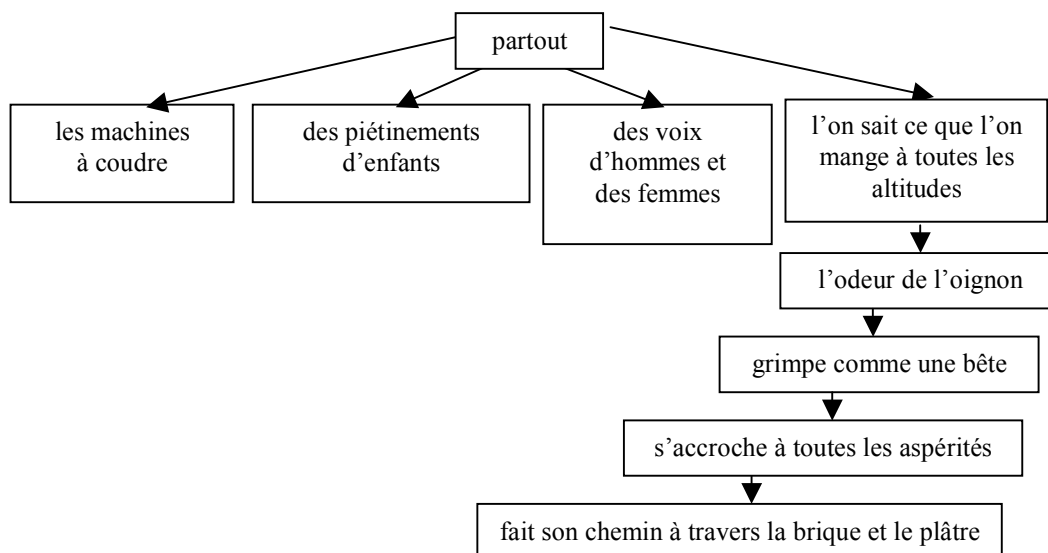 partout
les machines
à coudre
des piétinements
d'enfants
des voix
d'hommes et
des femmes
l'on sait ce que l'on
mange à toutes les
altitudes
l'odeur de l'oignon
grimpe comme une bête
s'accroche à toutes les aspérités
fait son chemin à travers la brique et le plâtre